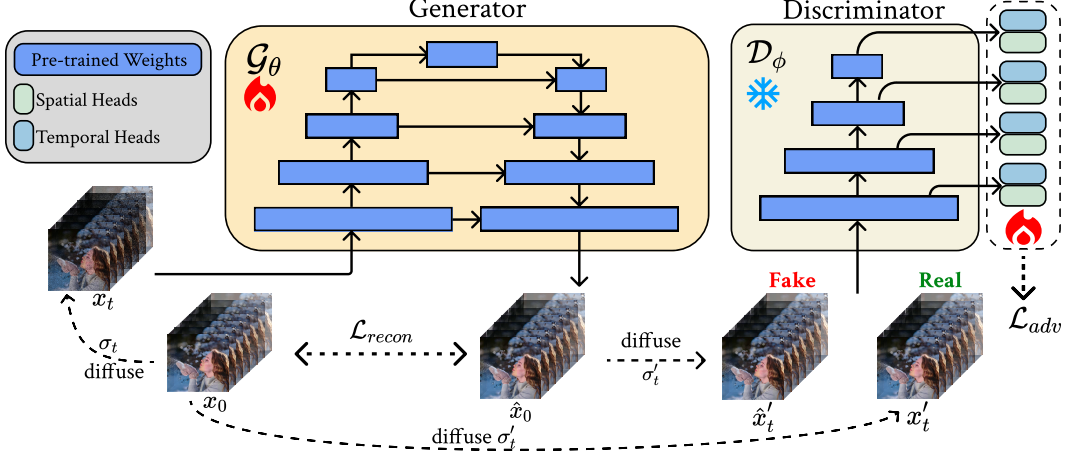 Generator
Discriminator
Pre-trained Weights
Spatial Heads
Temporal Heads
𝒢_θ
𝒟_ϕ
x_t
Fake
Real
σ_t
diffuse
x_0
ℒ_recon
x̂_0
diffuse
σ′_t
x̂′_t
x′_t
ℒ_adv
diffuse σ′_t